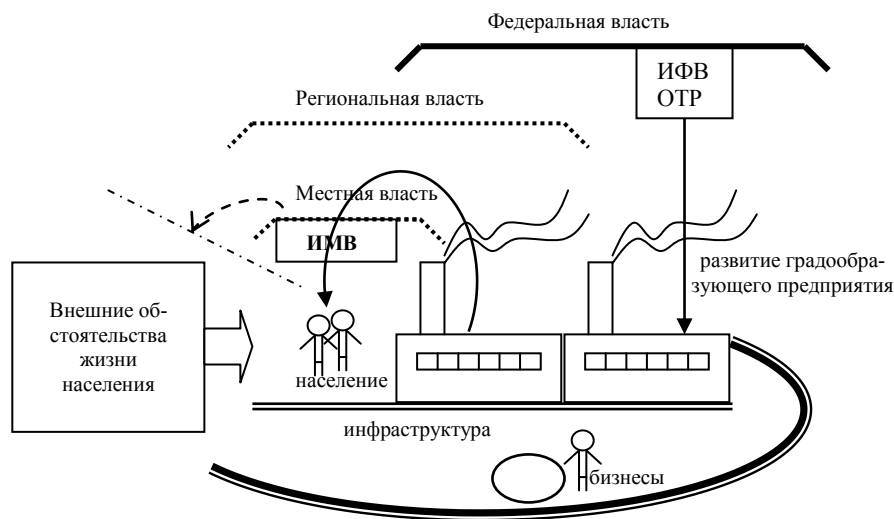 Федеральная власть
ИФВ
ОТР
Региональная власть
Местная власть
ИМВ
развитие градообра-
зующего предприятия
Внешние об-
стоятельства
жизни
населения
население
инфраструктура
бизнесы